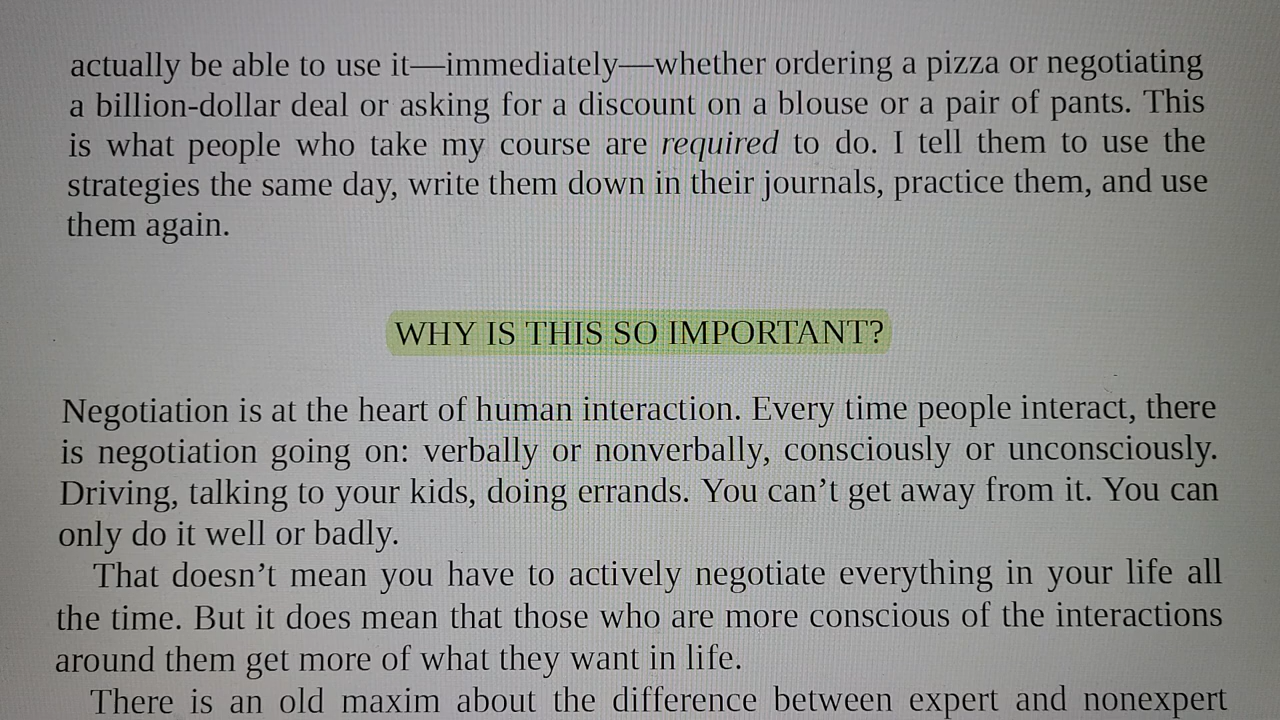 actually be able to use it—immediately—whether ordering a pizza or negotiating
a billion-dollar deal or asking for a discount on a blouse or a pair of pants. This
is what people who take my course are required to do. I tell them to use the
strategies the same day, write them down in their journals, practice them, and use
them again.
WHY IS THIS SO IMPORTANT?
Negotiation is at the heart of human interaction. Every time people interact, there
is negotiation going on: verbally or nonverbally, consciously or unconsciously.
Driving, talking to your kids, doing errands. You can’t get away from it. You can
only do it well or badly.
That doesn’t mean you have to actively negotiate everything in your life all
the time. But it does mean that those who are more conscious of the interactions
around them get more of what they want in life.
There is an old maxim about the difference between expert and nonexpert